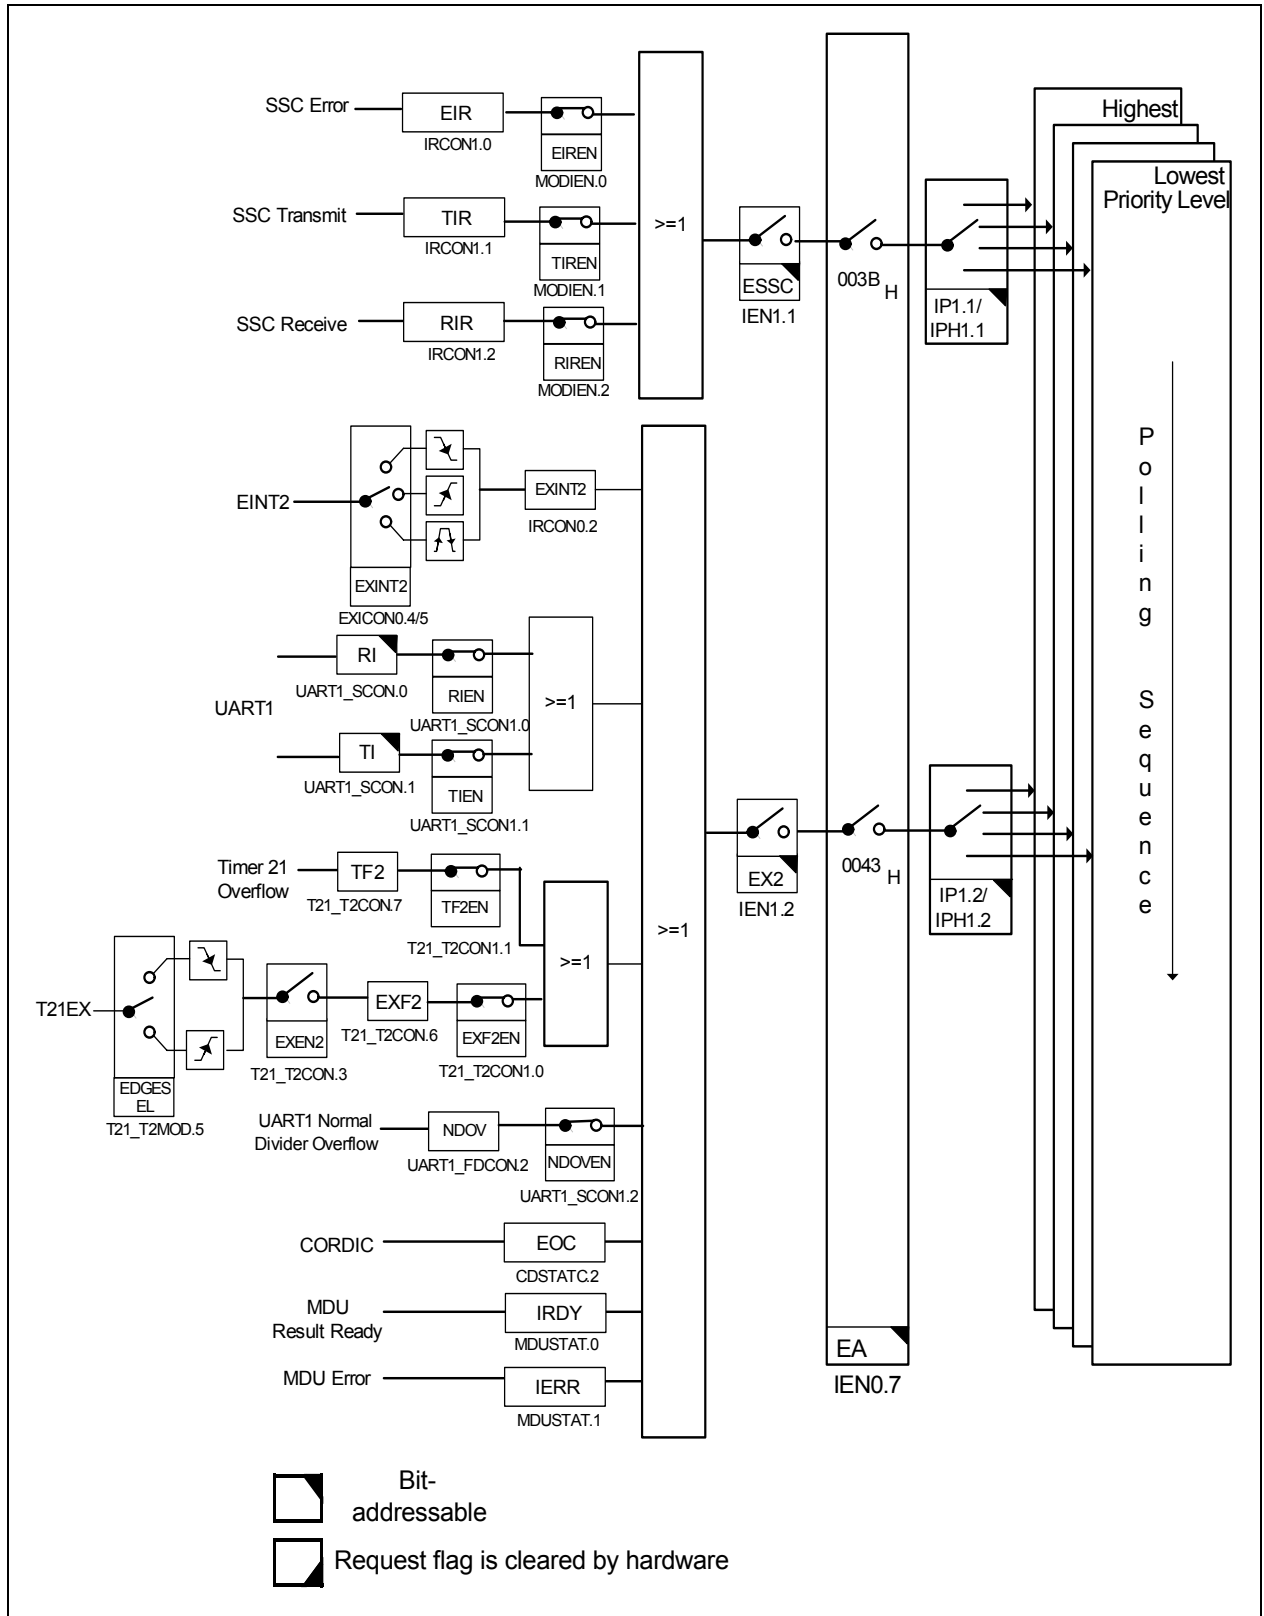 Highest
Lowest
Priority Level
SSC Error
EIR
IRCON1.0
EIREN
MODIEN.0
SSC Transmit
TIR
IRCON1.1
TIREN
MODIEN.1
SSC Receive
RIR
IRCON1.2
RIREN
MODIEN.2
>=1
ESSC
IEN1.1
003B H
IP1.1/
IPH1.1
EINT2
EXINT2
EXICON0.4/5
EXINT2
IRCON0.2
UART1
RI
UART1_SCON.0
RIEN
UART1_SCON1.0
TI
UART1_SCON.1
TIEN
UART1_SCON1.1
>=1
Timer 21
Overflow
TF2
T21_T2CON.7
TF2EN
T21_T2CON1.1
T21EX
EDGES
EL
T21_T2MOD.5
EXEN2
T21_T2CON.3
EXF2
T21_T2CON.6
EXF2EN
T21_T2CON1.0
>=1
UART1 Normal
Divider Overflow
NDOV
UART1_FDCON.2
NDOVEN
UART1_SCON1.2
CORDIC
EOC
CDSTATC.2
MDU
Result Ready
IRDY
MDUSTAT.0
MDU Error
IERR
MDUSTAT.1
>=1
EX2
IEN1.2
0043 H
IP1.2/
IPH1.2
EA
IEN0.7
Polling Sequence
Bit-
addressable
Request flag is cleared by hardware